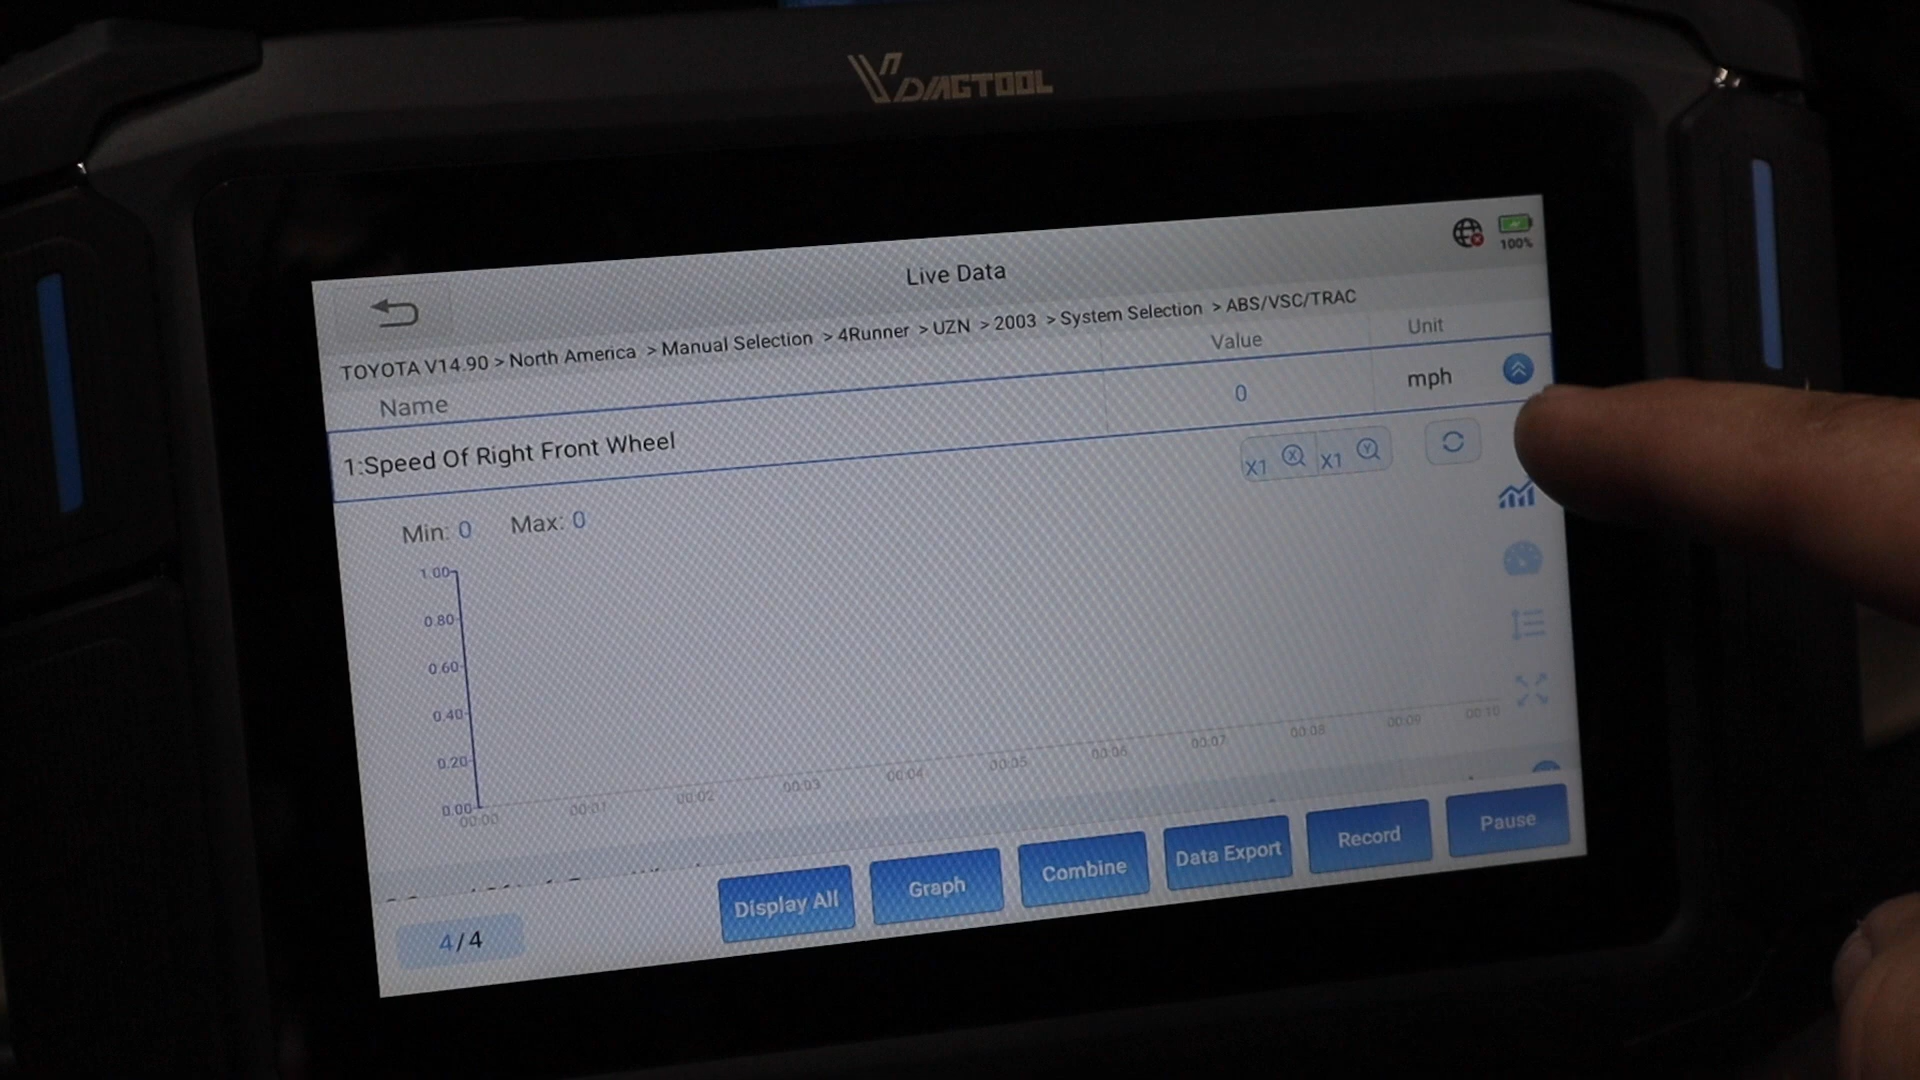 VDIAGTOOL
100%
Live Data
TOYOTA V14.90 > North America > Manual Selection > 4Runner > UZN > 2003 > System Selection > ABS/VSC/TRAC
Name Value Unit
1:Speed Of Right Front Wheel 0 mph
X1 X X1 Y
Min: 0 Max: 0
1.00
0.80
0.60
0.40
0.20
0.00
00:00 00:01 00:02 00:03 00:04 00:05 00:06 00:07 00:08 00:09 00:10
4/4 Display All Graph Combine Data Export Record Pause